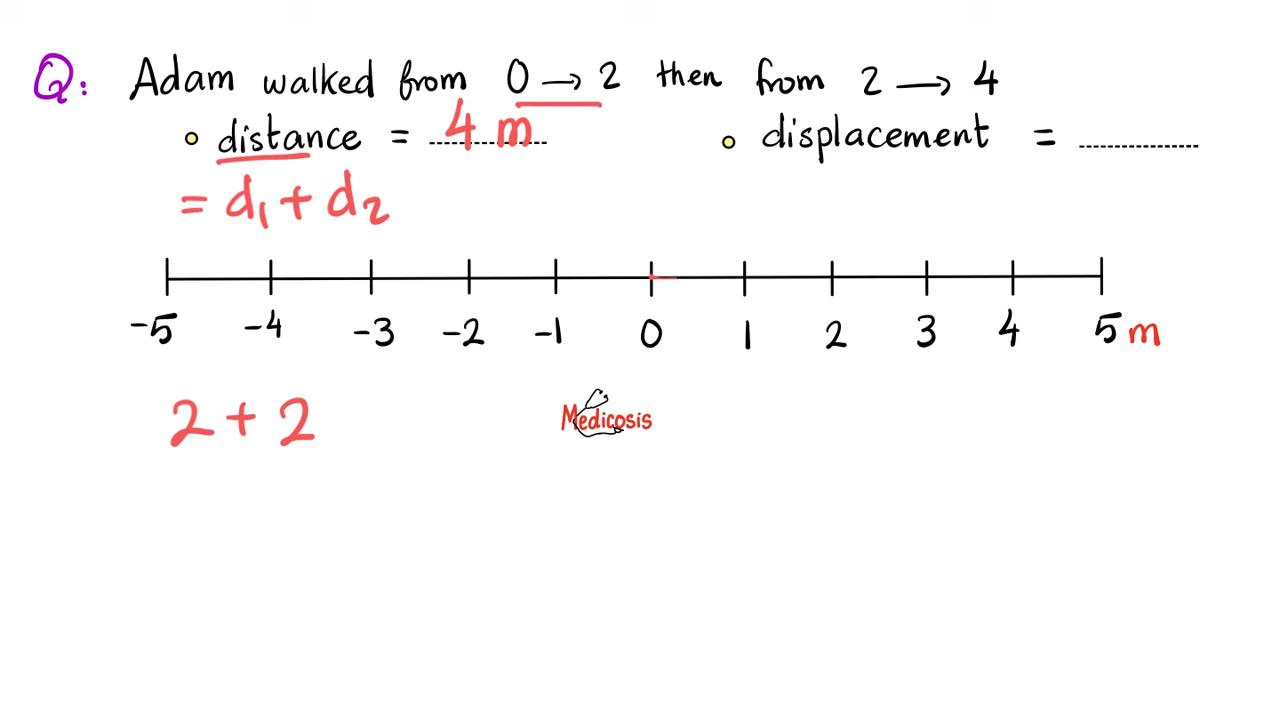 Q: Adam walked from 0 → 2 then from 2 → 4
distance = 4 m
displacement = ..................
= d₁ + d₂
-5 -4 -3 -2 -1 0 1 2 3 4 5 m
2 + 2
Medicosis